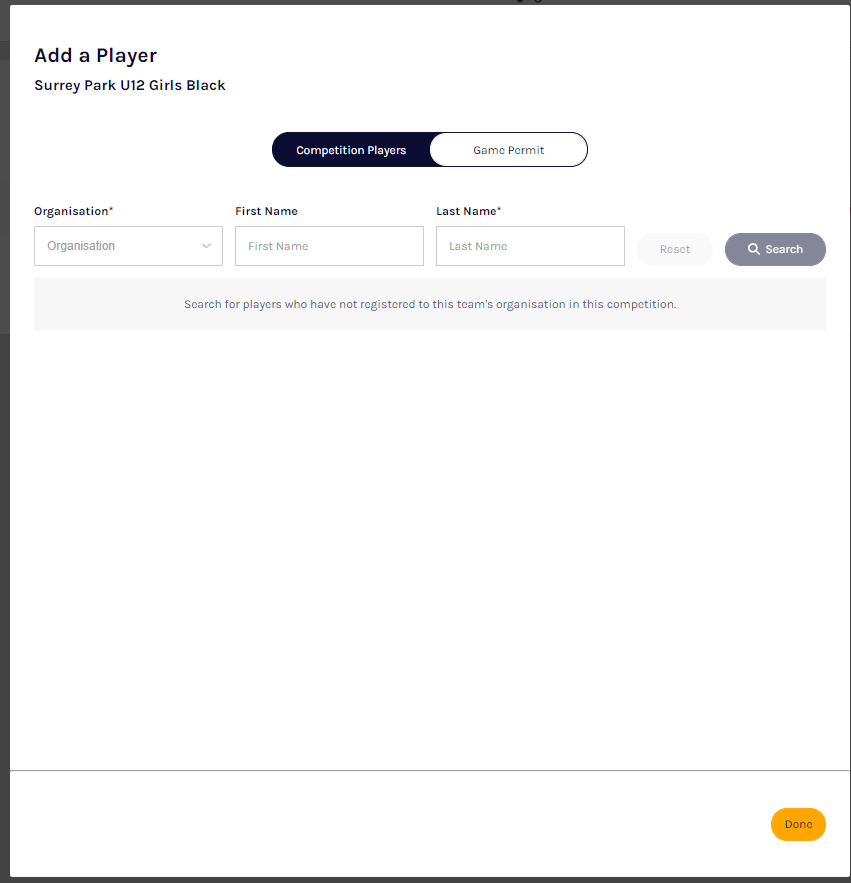 Add a Player
Surrey Park U12 Girls Black
Competition Players Game Permit
Organisation* First Name Last Name*
Organisation First Name Last Name Reset Search
Search for players who have not registered to this team's organisation in this competition.
Done